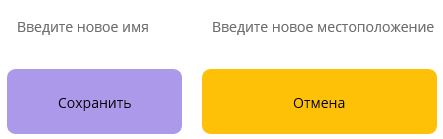 Введите новое имя
Введите новое местоположение
Сохранить
Отмена